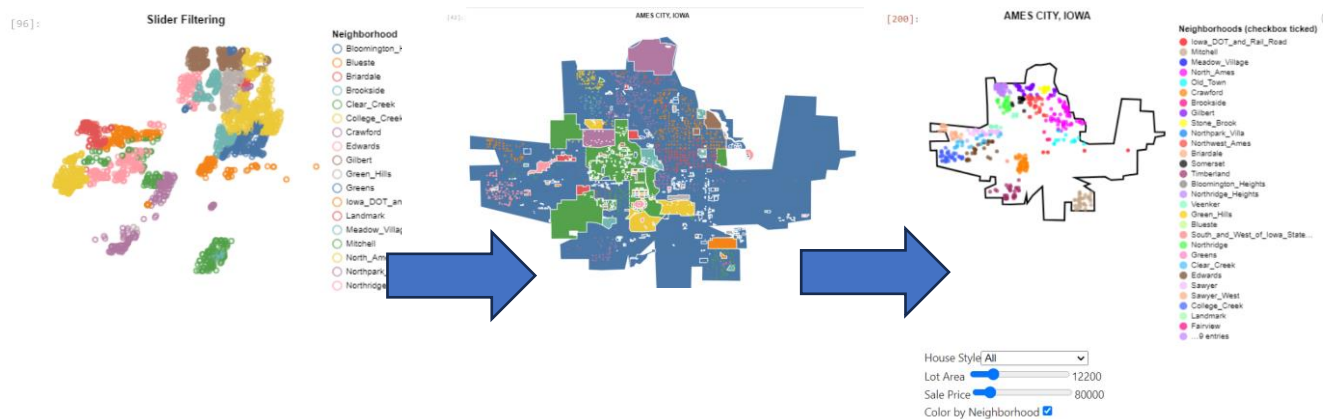 [96]:
Slider Filtering
Neighborhood
Bloomington_H
Blueste
Briardale
Brookside
Clear_Creek
College_Creek
Crawford
Edwards
Gilbert
Green_Hills
Greens
Iowa_DOT_an
Landmark
Meadow_Villag
Mitchell
North_Am
Northpark_
Northridge
AMES CITY, IOWA
[200]:
AMES CITY, IOWA
Neighborhoods (checkbox ticked)
Iowa_DOT_and_Rail_Road
Mitchell
Meadow_Village
North_Ames
Old_Town
Crawford
Brookside
Gilbert
Stone_Brook
Northpark_Villa
Northwest_Ames
Briardale
Somerset
Timberland
Bloomington_Heights
Northridge_Heights
Veenker
Green_Hills
Blueste
South_and_West_of_Iowa_State...
Northridge
Greens
Clear_Creek
Edwards
Sawyer
Sawyer_West
College_Creek
Landmark
Fairview
...9 entries
House Style All
Lot Area 12200
Sale Price 80000
Color by Neighborhood